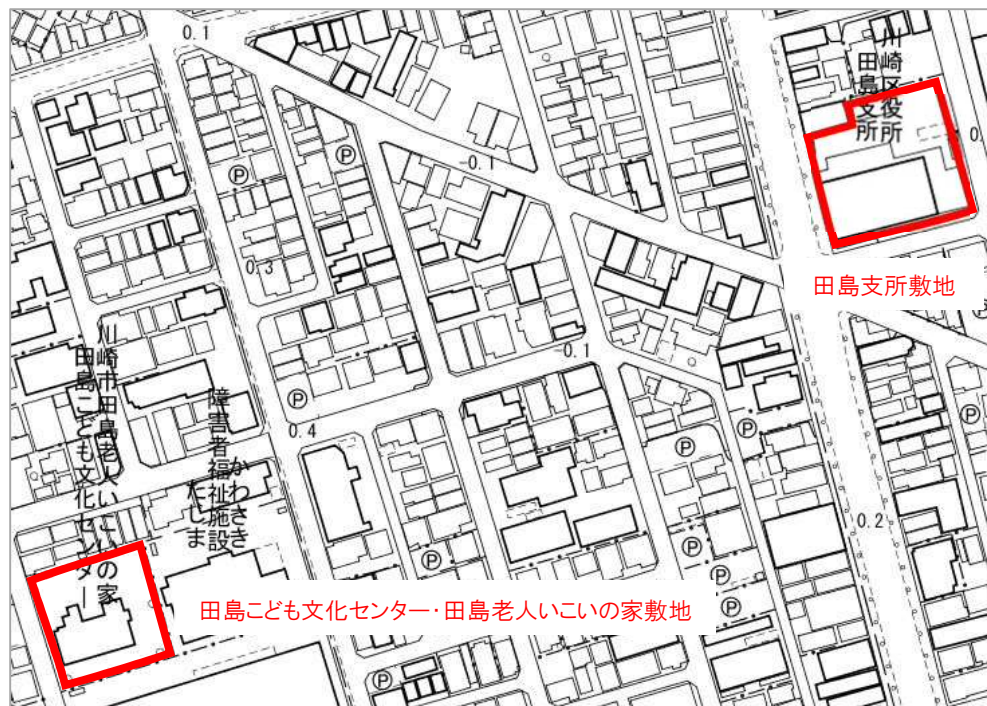 0.1
川崎区役所
田島支所
Ⓟ
Ⓟ
-0.1
0.3
田島支所敷地
川崎市田島老人いこいの家
田島こども文化センター
-0.1
Ⓟ
かわさき
障害者福祉施設
たじま
0.4
Ⓟ
Ⓟ
Ⓟ
0.2
Ⓟ
Ⓟ
Ⓟ
Ⓟ
田島こども文化センター・田島老人いこいの家敷地
Ⓟ